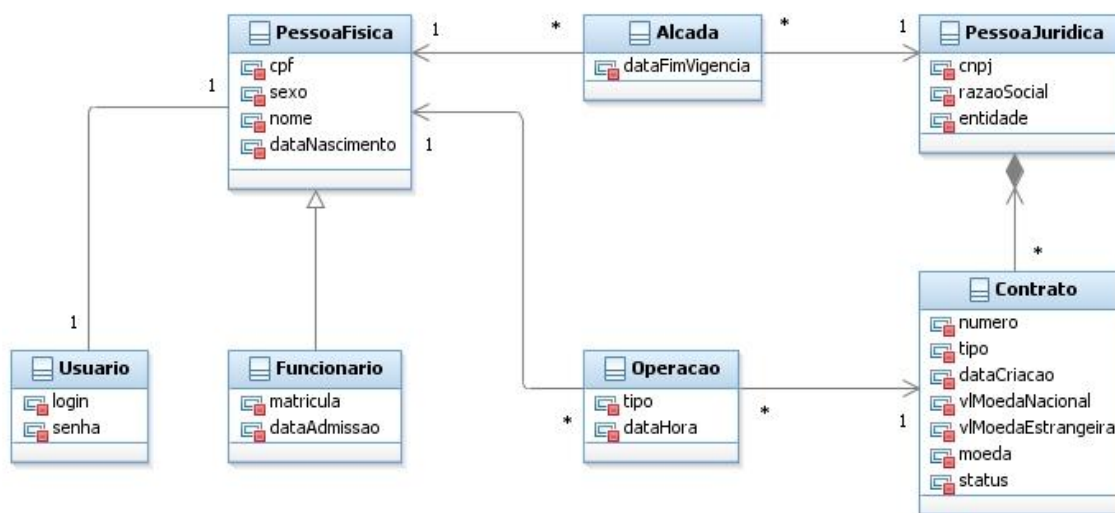 PessoaFisica
cpf
sexo
nome
dataNascimento
1
*
Alcada
dataFimVigencia
*
1
PessoaJuridica
cnpj
razaoSocial
entidade
1
1
*
1
Usuario
login
senha
Funcionario
matricula
dataAdmissao
Operacao
tipo
dataHora
*
*
1
Contrato
numero
tipo
dataCriacao
vlMoedaNacional
vlMoedaEstrangeira
moeda
status